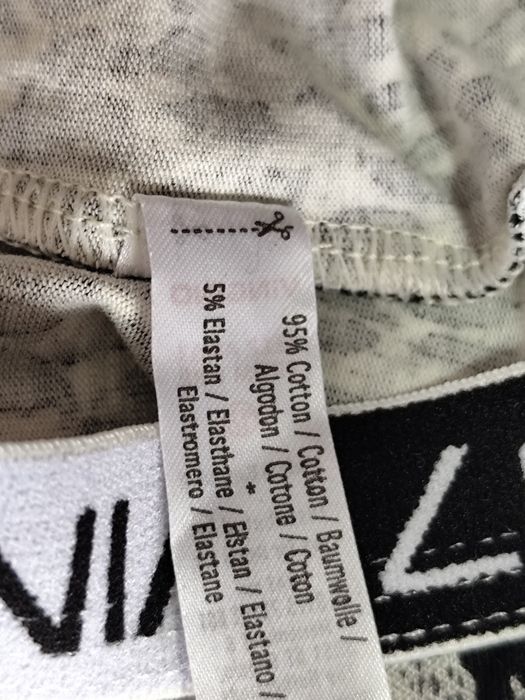 95% Cotton / Cotton / Baumwolle /
Algodon / Cotone / Coton
*
5% Elastan / Elasthane / Elstan / Elastano /
Elastromero / Elastane